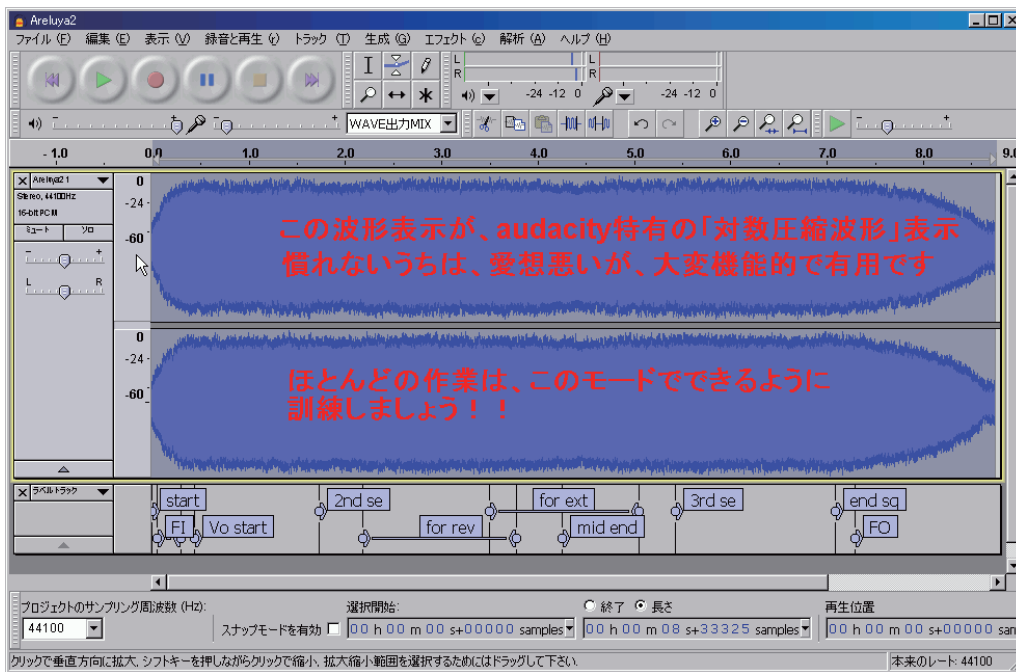 Areluya2
ファイル (F) 編集 (E) 表示 (V) 録音と再生 (r) トラック (T) 生成 (G) エフェクト (c) 解析 (A) ヘルプ (H)
L
R
-24 -12 0
L
R
-24 -12 0
WAVE出力MIX
- 1.0 0.0 1.0 2.0 3.0 4.0 5.0 6.0 7.0 8.0 9.0
Areluya2 1
Stereo, 44100Hz
16-bit PCM
ミュート ソロ
- +
L R
0
-24
-60
この波形表示が、audacity特有の「対数圧縮波形」表示
慣れないうちは、愛想悪いが、大変機能的で有用です
0
-24
-60
ほとんどの作業は、このモードでできるように
訓練しましょう！！
ラベルトラック
start 2nd se for ext 3rd se end sq
FI Vo start for rev mid end FO
プロジェクトのサンプリング周波数 (Hz): 選択開始: 終了 長さ 再生位置
44100 スナップモードを有効 00 h 00 m 00 s+00000 samples 00 h 00 m 08 s+33325 samples 00 h 00 m 00 s+00000 san
クリックで垂直方向に拡大, シフトキーを押しながらクリックで縮小, 拡大縮小範囲を選択するためにはドラッグして下さい. 本来のレート: 44100